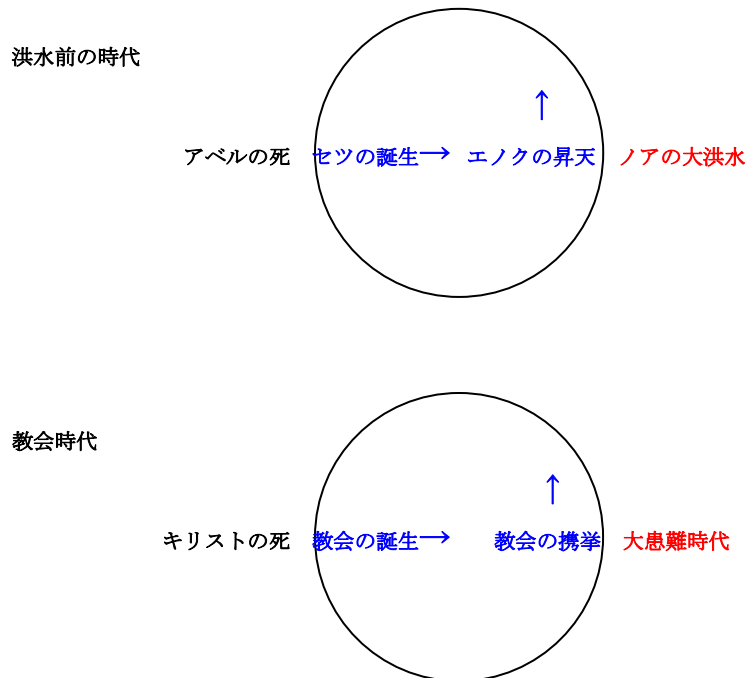 洪水前の時代
↑
アベルの死 セツの誕生→ エノクの昇天 ノアの大洪水
教会時代
↑
キリストの死 教会の誕生→ 教会の携挙 大患難時代